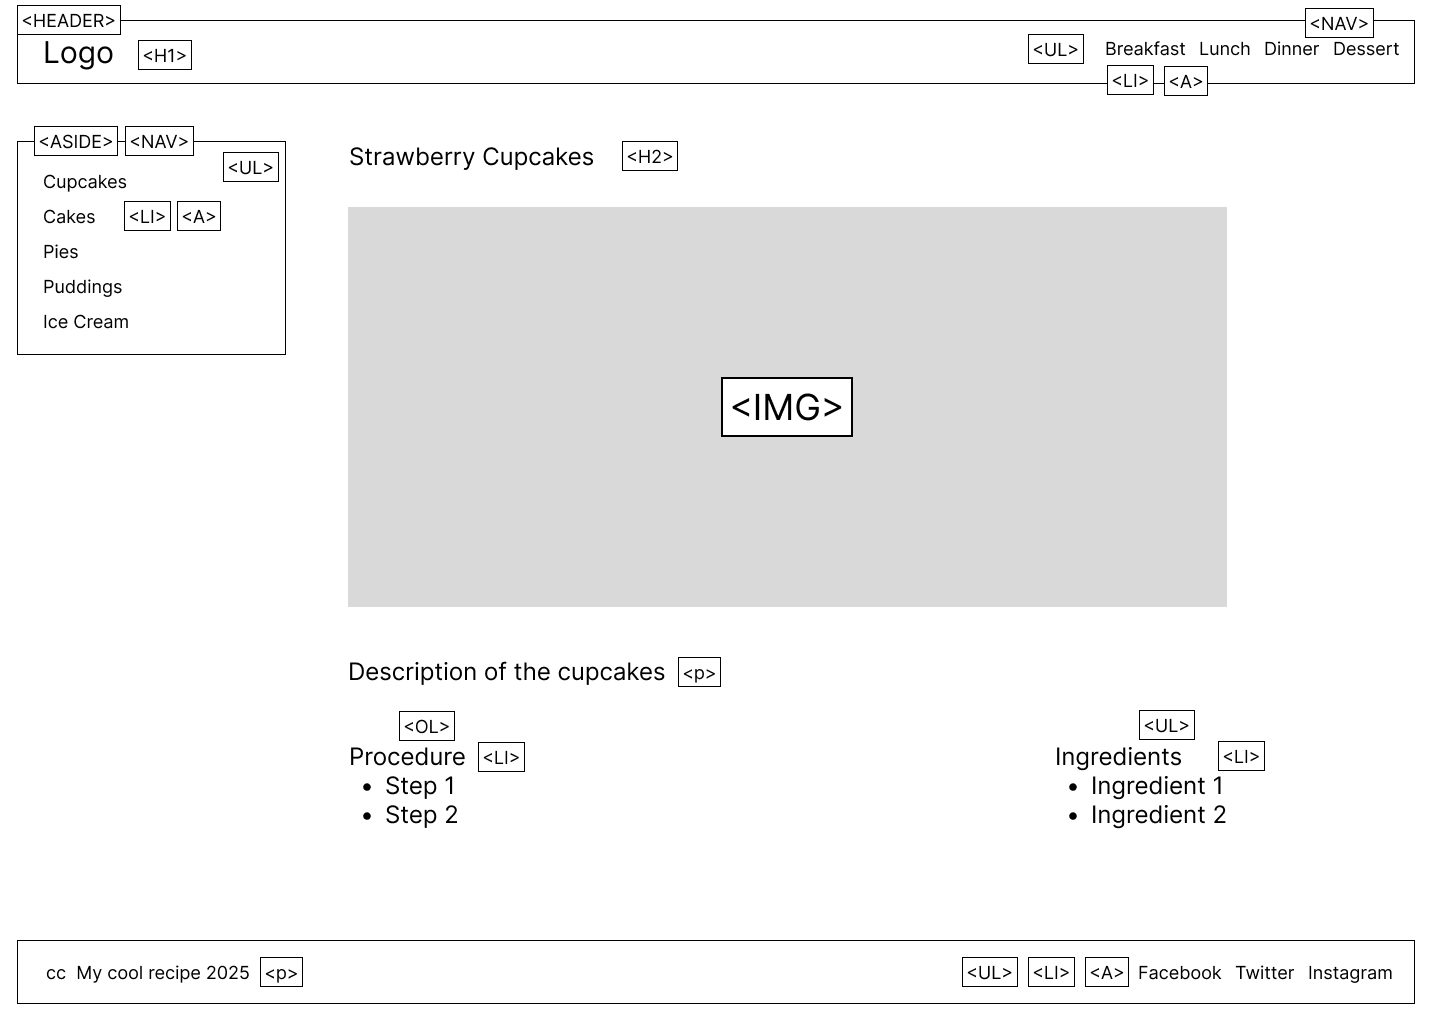 <HEADER>
<NAV>
Logo <H1>
<UL> Breakfast Lunch Dinner Dessert
<LI> <A>
<ASIDE> <NAV>
<UL>
Cupcakes
Cakes <LI> <A>
Pies
Puddings
Ice Cream
Strawberry Cupcakes <H2>
<IMG>
Description of the cupcakes <p>
<OL>
Procedure <LI>
• Step 1
• Step 2
<UL>
Ingredients <LI>
• Ingredient 1
• Ingredient 2
cc My cool recipe 2025 <p>
<UL> <LI> <A> Facebook Twitter Instagram